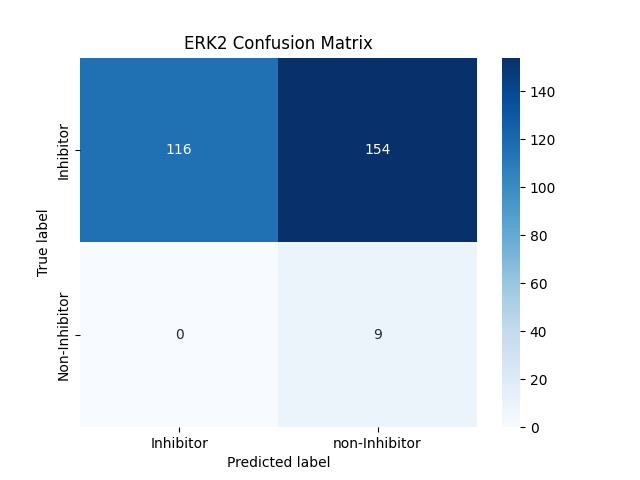 ERK2 Confusion Matrix
True label
Inhibitor
116
154
Non-Inhibitor
0
9
Inhibitor
non-Inhibitor
Predicted label
140
120
100
80
60
40
20
0